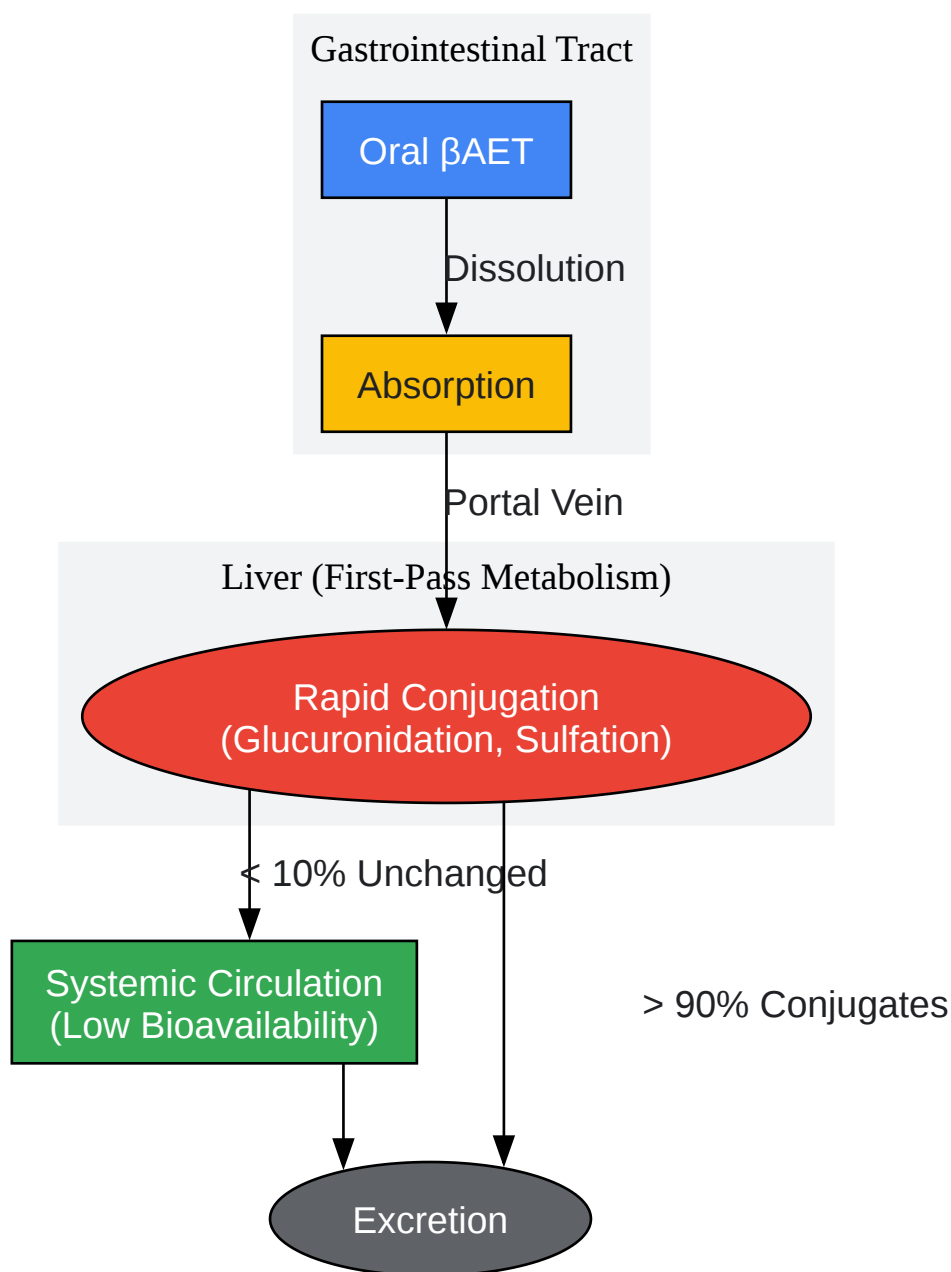 Gastrointestinal Tract
Oral βAET
Dissolution
Absorption
Portal Vein
Liver (First-Pass Metabolism)
Rapid Conjugation
(Glucuronidation, Sulfation)
< 10% Unchanged
Systemic Circulation
(Low Bioavailability)
> 90% Conjugates
Excretion